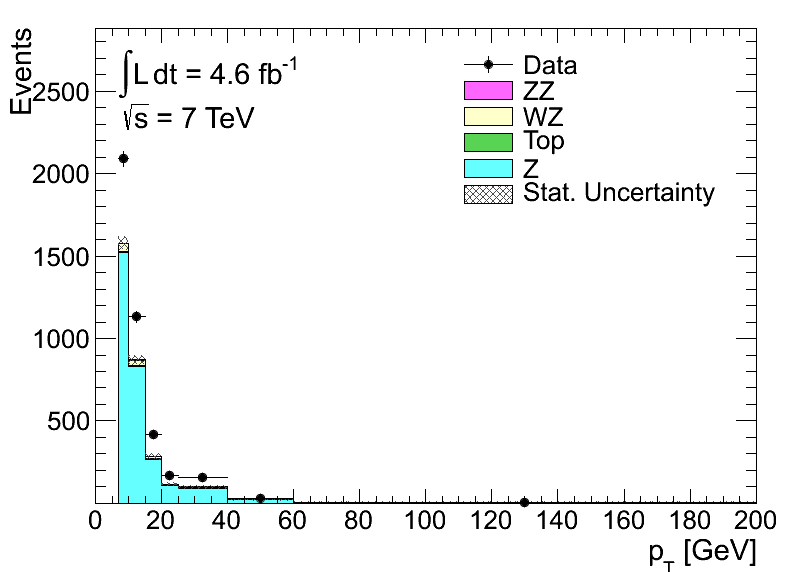 Events
∫L dt = 4.6 fb⁻¹
√s = 7 TeV
Data
ZZ
WZ
Top
Z
Stat. Uncertainty
2500
2000
1500
1000
500
0 20 40 60 80 100 120 140 160 180 200
p_T [GeV]